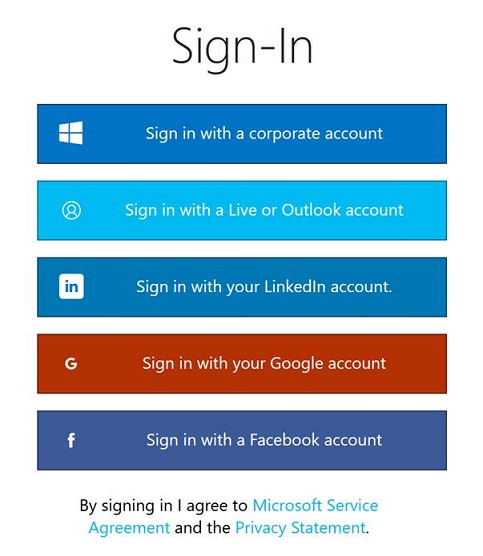 Sign-In
Sign in with a corporate account
Sign in with a Live or Outlook account
in Sign in with your LinkedIn account.
G Sign in with your Google account
f Sign in with a Facebook account
By signing in I agree to Microsoft Service
Agreement and the Privacy Statement.